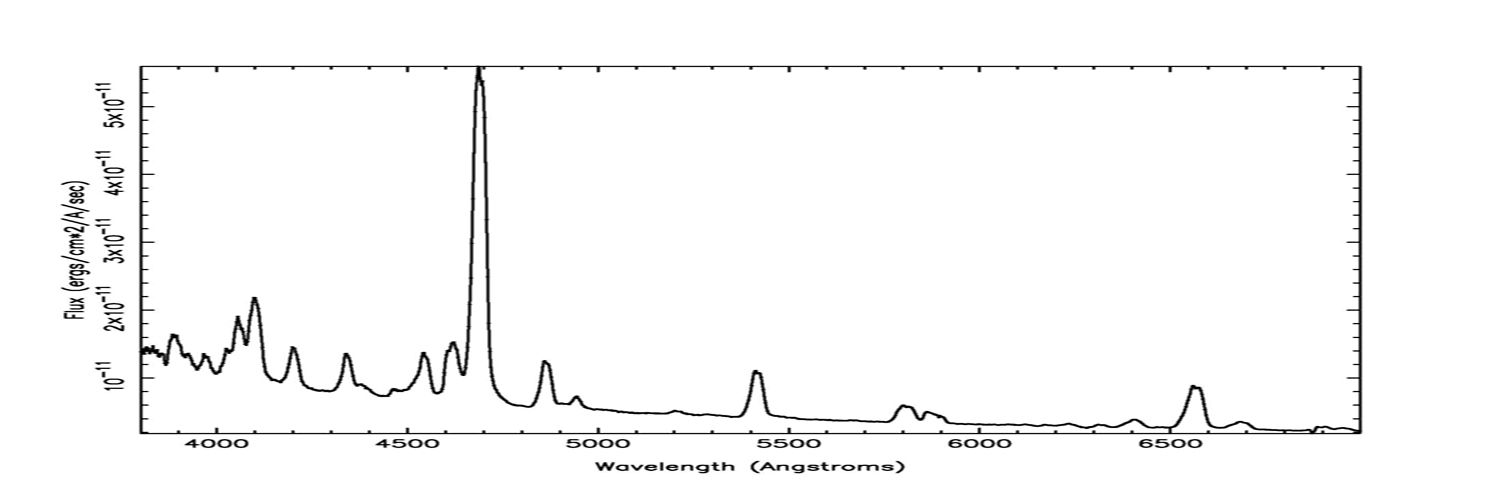 5x10⁻¹¹
4x10⁻¹¹
3x10⁻¹¹
2x10⁻¹¹
10⁻¹¹
Flux (ergs/cm*2/A/sec)
4000 4500 5000 5500 6000 6500
Wavelength (Angstroms)